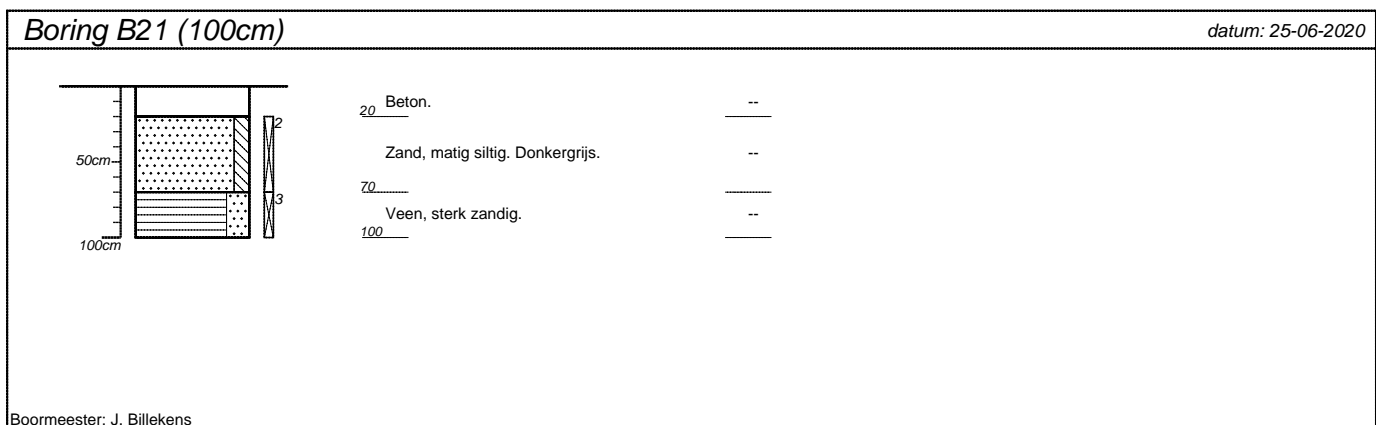 Boring B21 (100cm) datum: 25-06-2020
20 Beton. --
2
50cm Zand, matig siltig. Donkergrijs. --
70
3 Veen, sterk zandig. --
100cm 100
Boormeester: J. Billekens